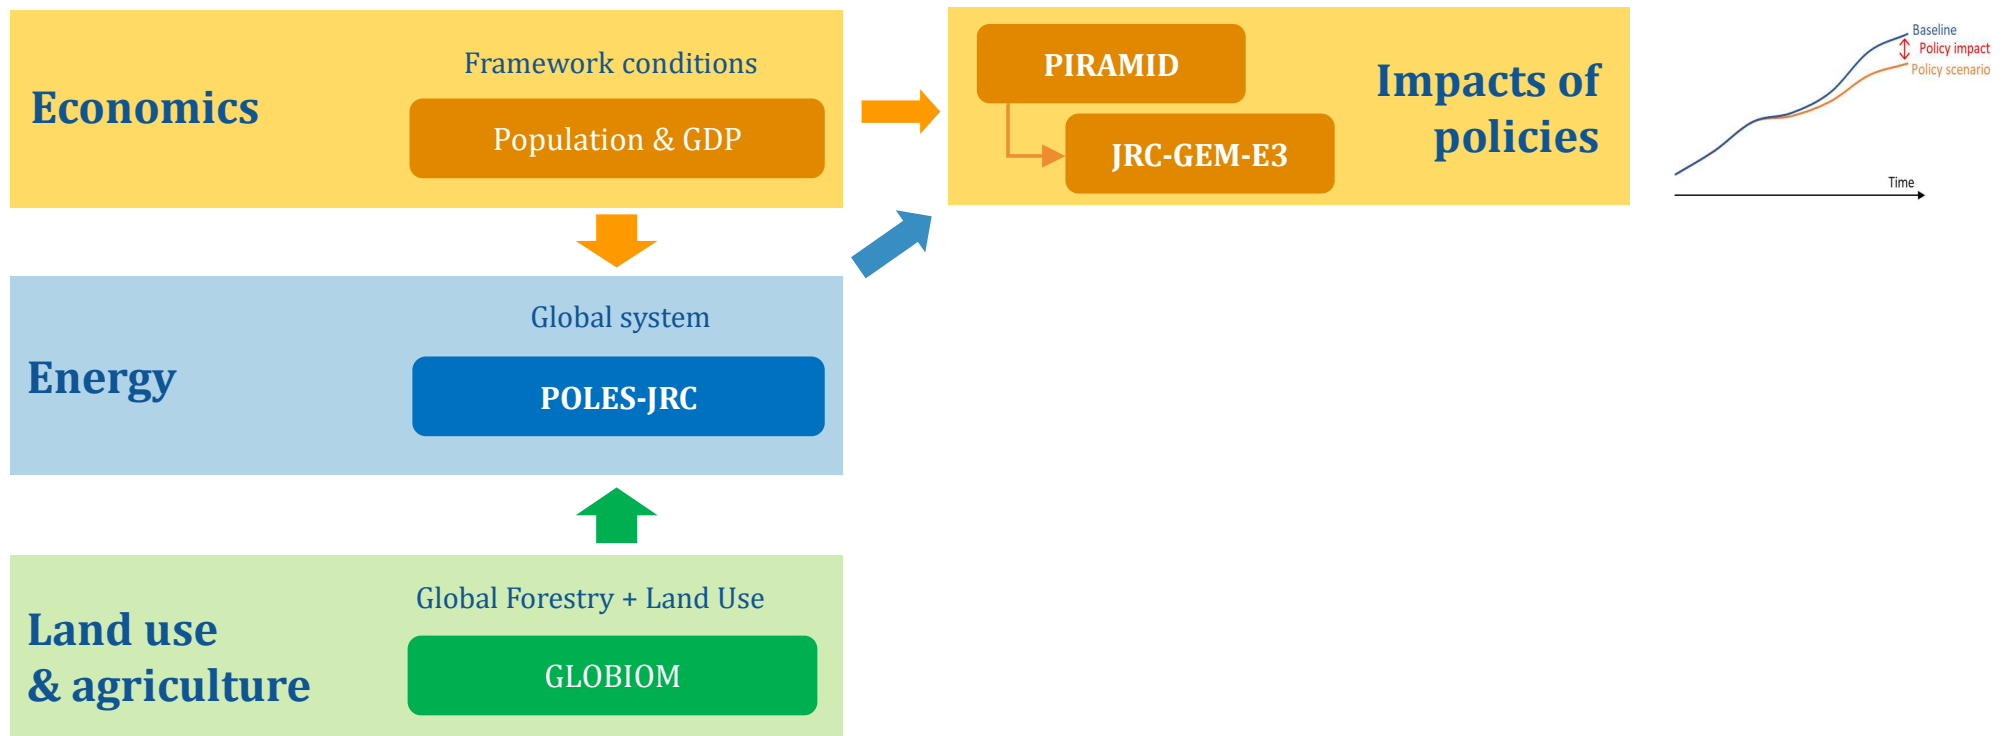 Economics
Framework conditions
Population & GDP
PIRAMID
JRC-GEM-E3
Impacts of
policies
Baseline
Policy impact
Policy scenario
Time
Energy
Global system
POLES-JRC
Land use
& agriculture
Global Forestry + Land Use
GLOBIOM